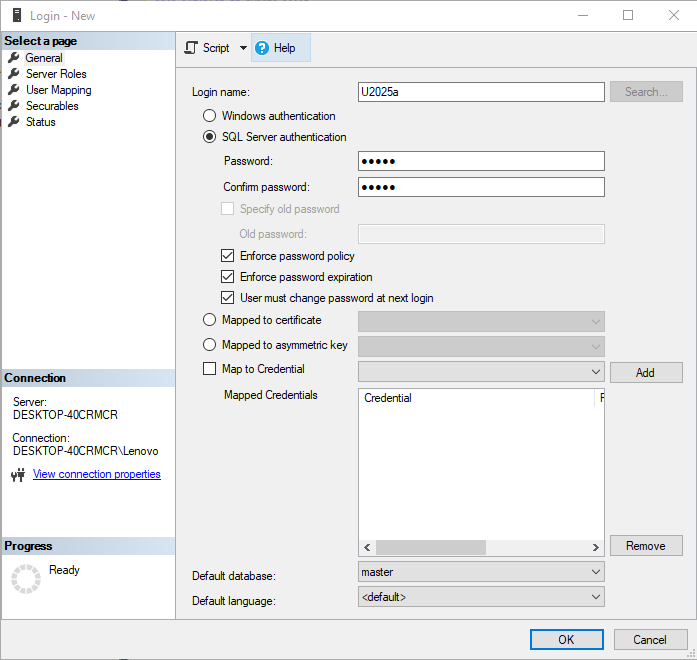 Login - New
Select a page
General
Server Roles
User Mapping
Securables
Status
Connection
Server:
DESKTOP-40CRMCR
Connection:
DESKTOP-40CRMCR\Lenovo
View connection properties
Progress
Ready
Script
Help
Login name:
U2025a
Search...
Windows authentication
SQL Server authentication
Password:
●●●●●
Confirm password:
●●●●●
Specify old password
Old password:
Enforce password policy
Enforce password expiration
User must change password at next login
Mapped to certificate
Mapped to asymmetric key
Map to Credential
Add
Mapped Credentials
Credential
Remove
Default database:
master
Default language:
<default>
OK
Cancel